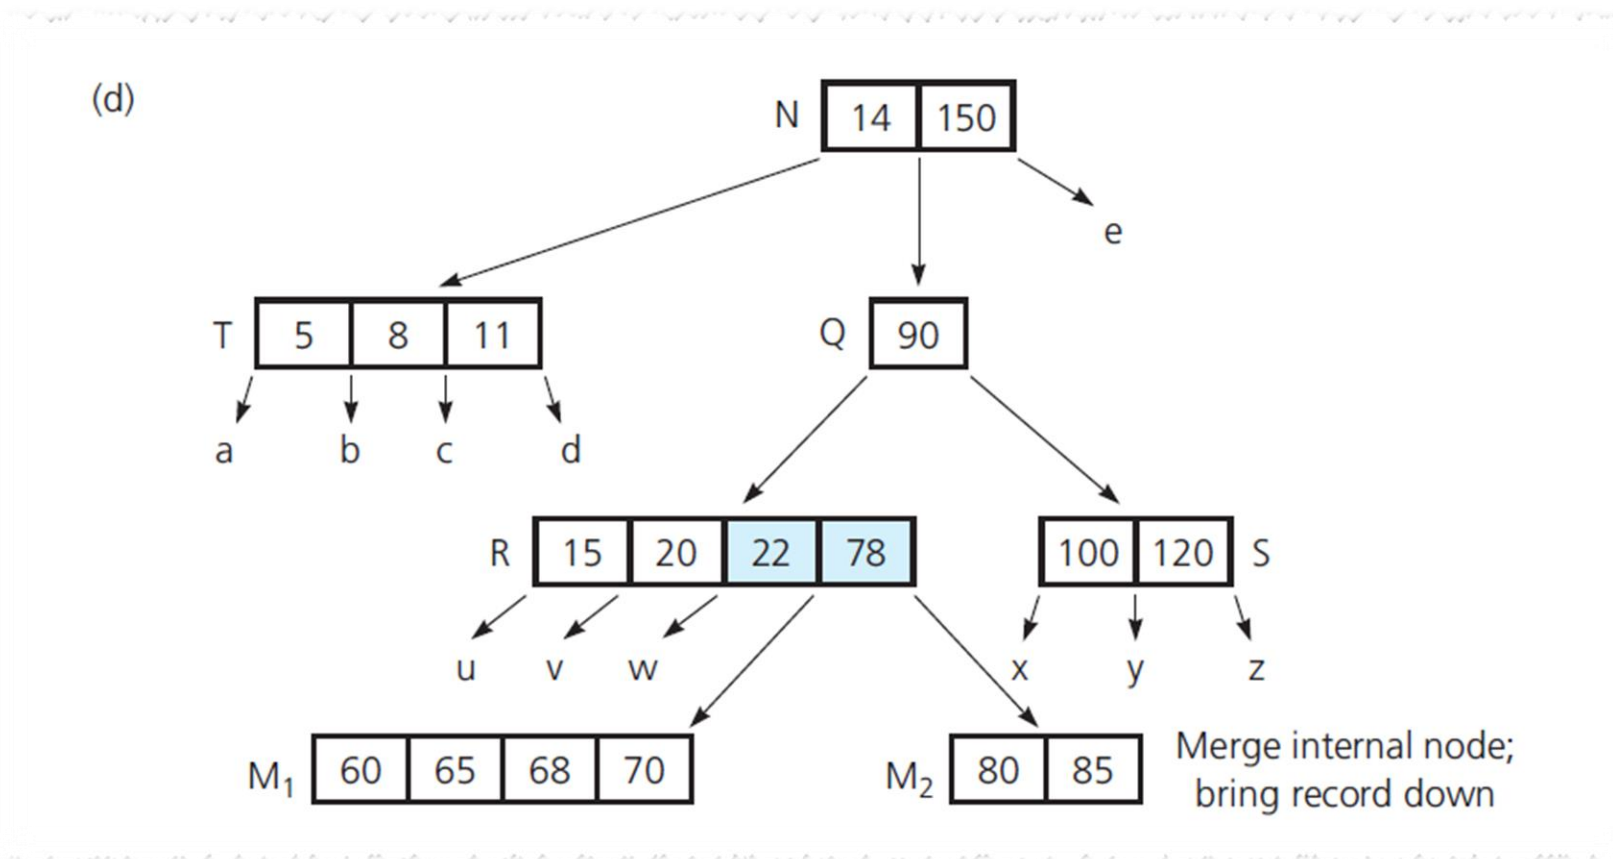 (d)
N 14 150
e
T 5 8 11
Q 90
a b c d
R 15 20 22 78
100 120 S
u v w
x y z
M1 60 65 68 70
M2 80 85
Merge internal node;
bring record down